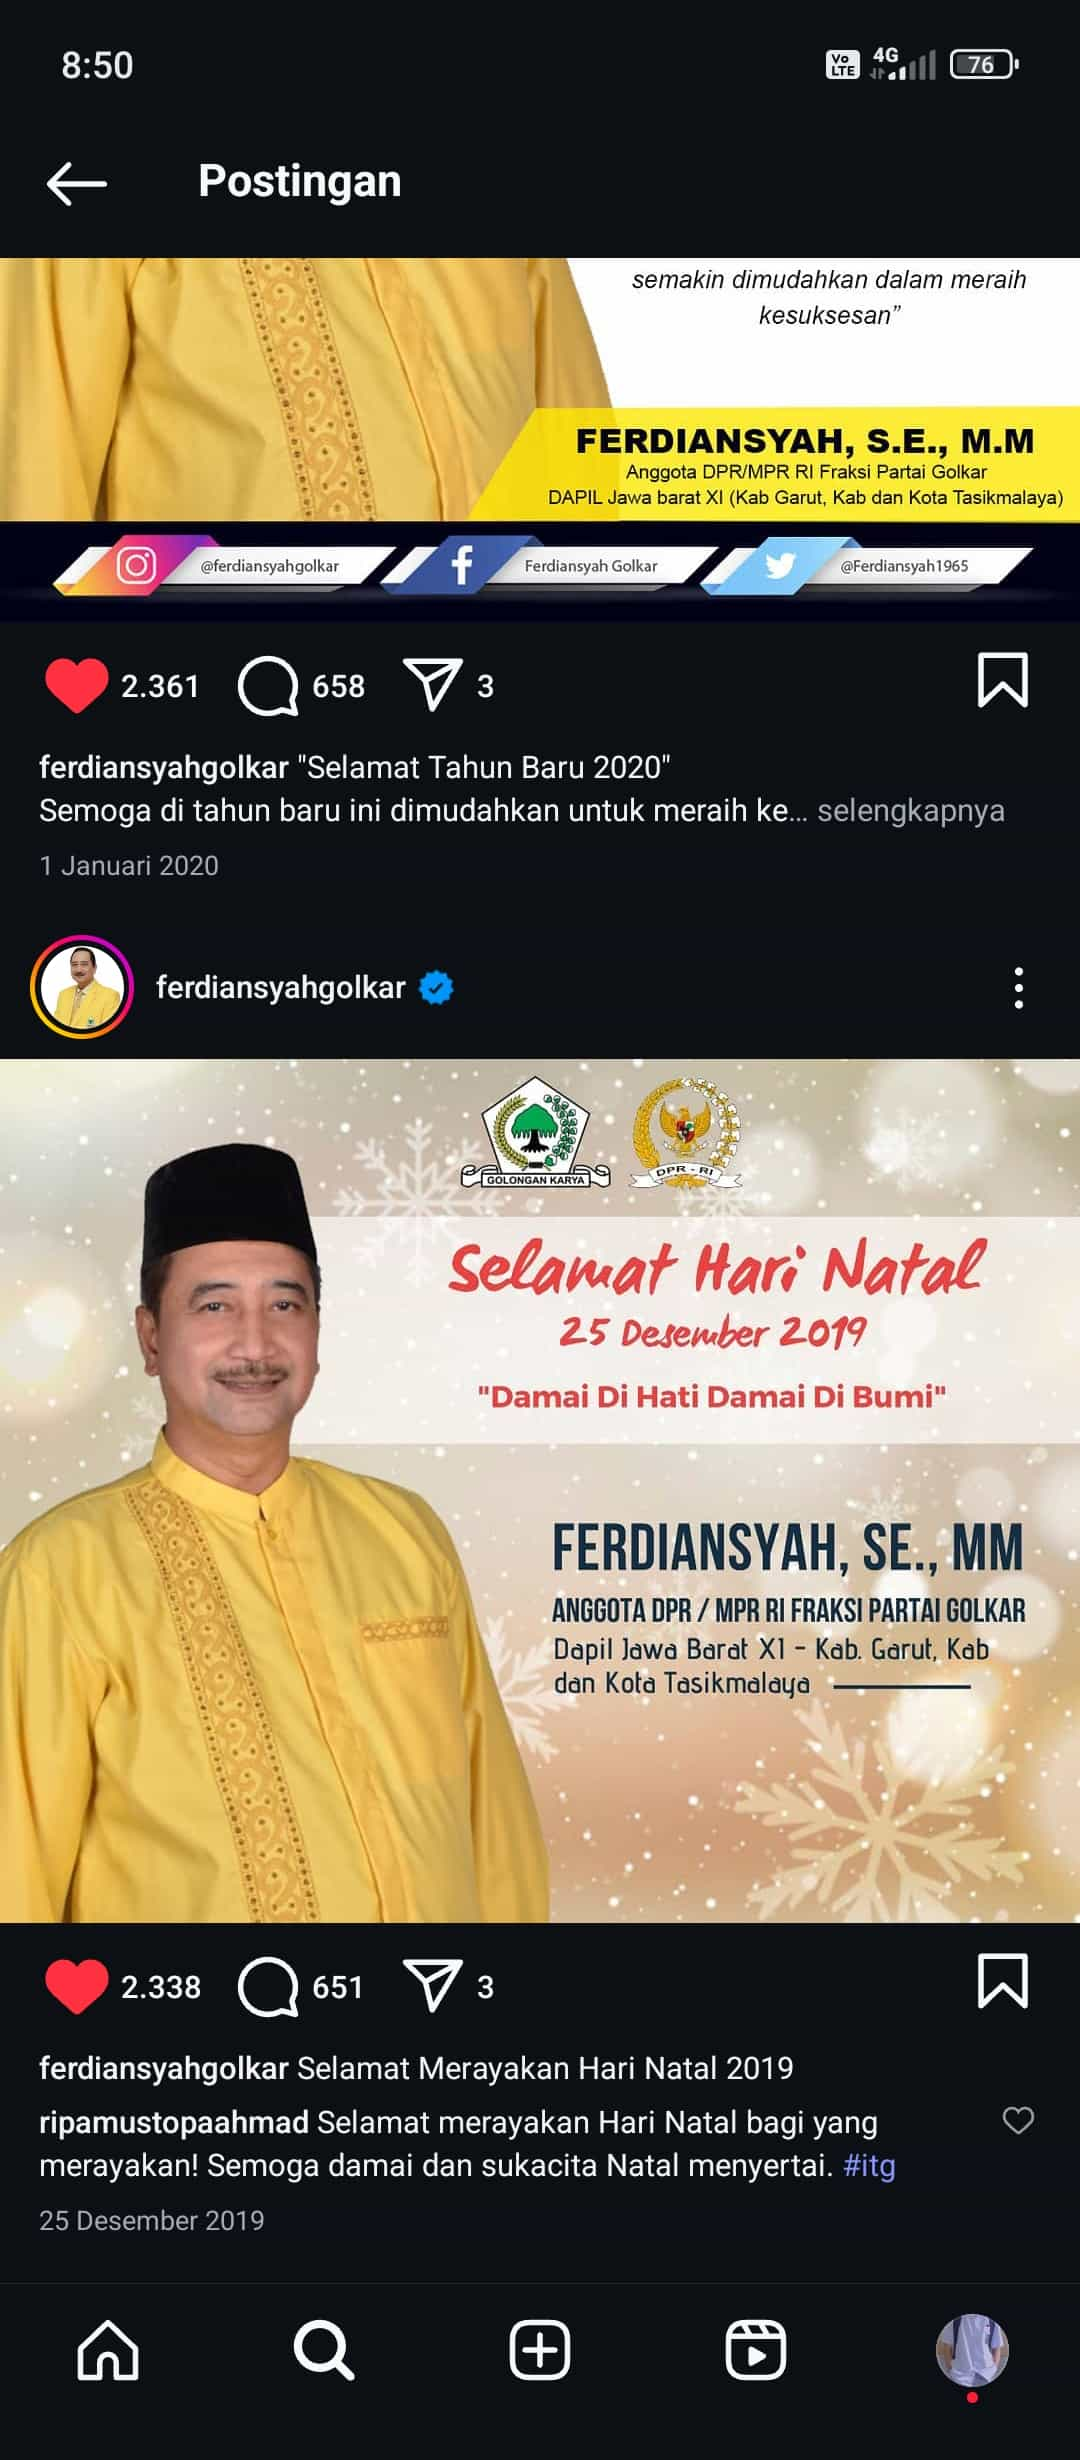 8:50
Vo LTE 4G 76
Postingan
semakin dimudahkan dalam meraih
kesuksesan”
FERDIANSYAH, S.E., M.M
Anggota DPR/MPR RI Fraksi Partai Golkar
DAPIL Jawa barat XI (Kab Garut, Kab dan Kota Tasikmalaya)
@ferdiansyahgolkar
Ferdiansyah Golkar
@Ferdiansyah1965
2.361 658 3
ferdiansyahgolkar "Selamat Tahun Baru 2020"
Semoga di tahun baru ini dimudahkan untuk meraih ke... selengkapnya
1 Januari 2020
ferdiansyahgolkar
GOLONGAN KARYA
DPR - RI
Selamat Hari Natal
25 Desember 2019
"Damai Di Hati Damai Di Bumi"
FERDIANSYAH, SE., MM
ANGGOTA DPR / MPR RI FRAKSI PARTAI GOLKAR
Dapil Jawa Barat XI - Kab. Garut, Kab
dan Kota Tasikmalaya
2.338 651 3
ferdiansyahgolkar Selamat Merayakan Hari Natal 2019
ripamustopaahmad Selamat merayakan Hari Natal bagi yang
merayakan! Semoga damai dan sukacita Natal menyertai. #itg
25 Desember 2019